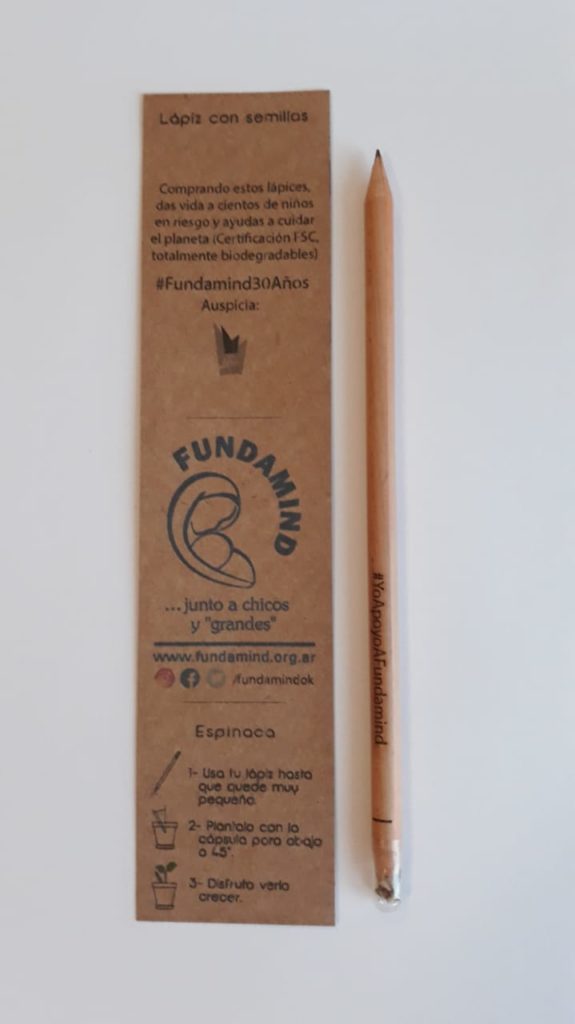 Lápiz con semillas
Comprando estos lápices,
das vida a cientos de niños
en riesgo y ayudas a cuidar
el planeta (Certificación FSC,
totalmente biodegradables)
#Fundamind30Años
Auspicia:
FUNDAMIND
...junto a chicos
y "grandes"
www.fundamind.org.ar
/fundamindok
Espinaca
1- Usa tu lápiz hasta
que quede muy
pequeño.
2- Plantalo con la
cápsula para abajo
a 45°.
3- Disfruta verla
crecer.
#YoApoyoAFundamind